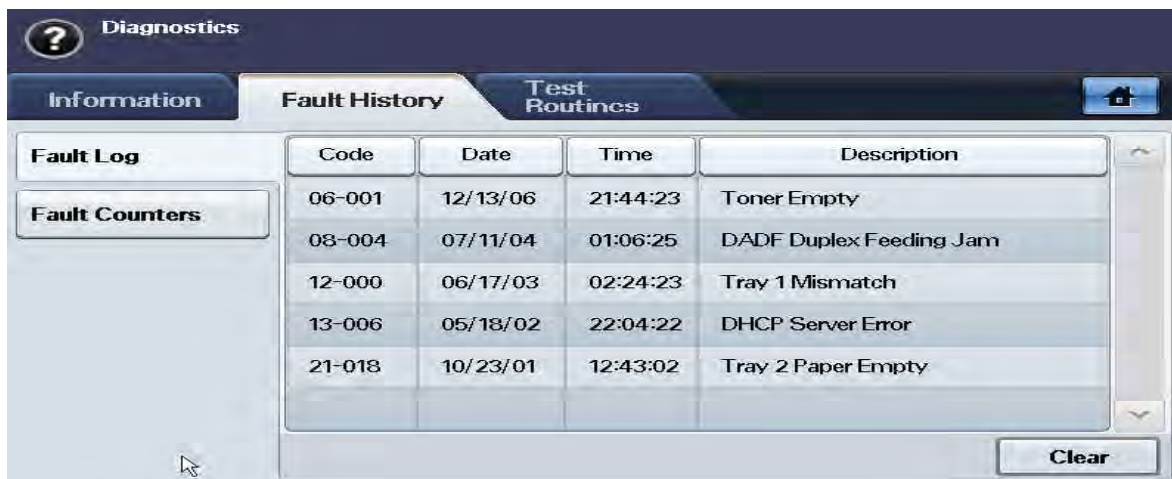 Diagnostics
Information
Fault History
Test
Routines
Fault Log
Fault Counters
Code Date Time Description
06-001 12/13/06 21:44:23 Toner Empty
08-004 07/11/04 01:06:25 DADF Duplex Feeding Jam
12-000 06/17/03 02:24:23 Tray 1 Mismatch
13-006 05/18/02 22:04:22 DHCP Server Error
21-018 10/23/01 12:43:02 Tray 2 Paper Empty
Clear